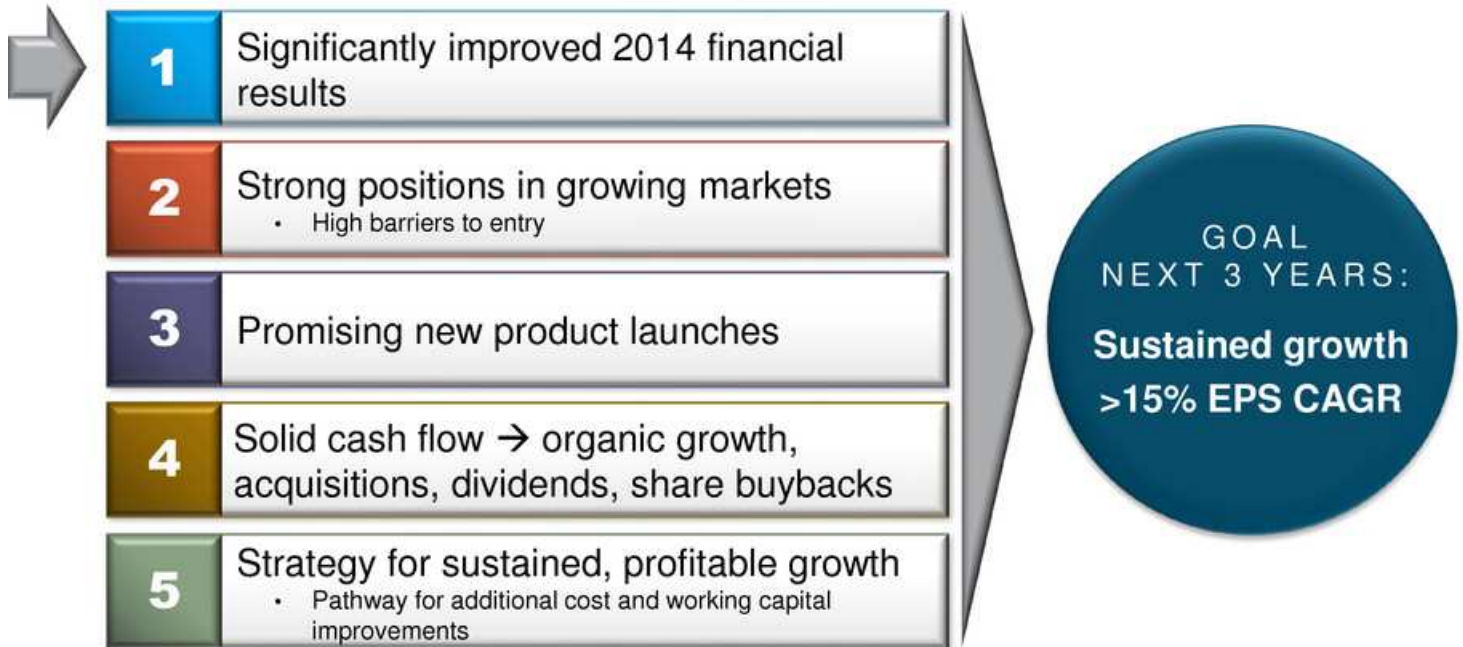 1
Significantly improved 2014 financial
results
2
Strong positions in growing markets
• High barriers to entry
3
Promising new product launches
4
Solid cash flow → organic growth,
acquisitions, dividends, share buybacks
5
Strategy for sustained, profitable growth
• Pathway for additional cost and working capital
improvements
GOAL
NEXT 3 YEARS:
Sustained growth
>15% EPS CAGR